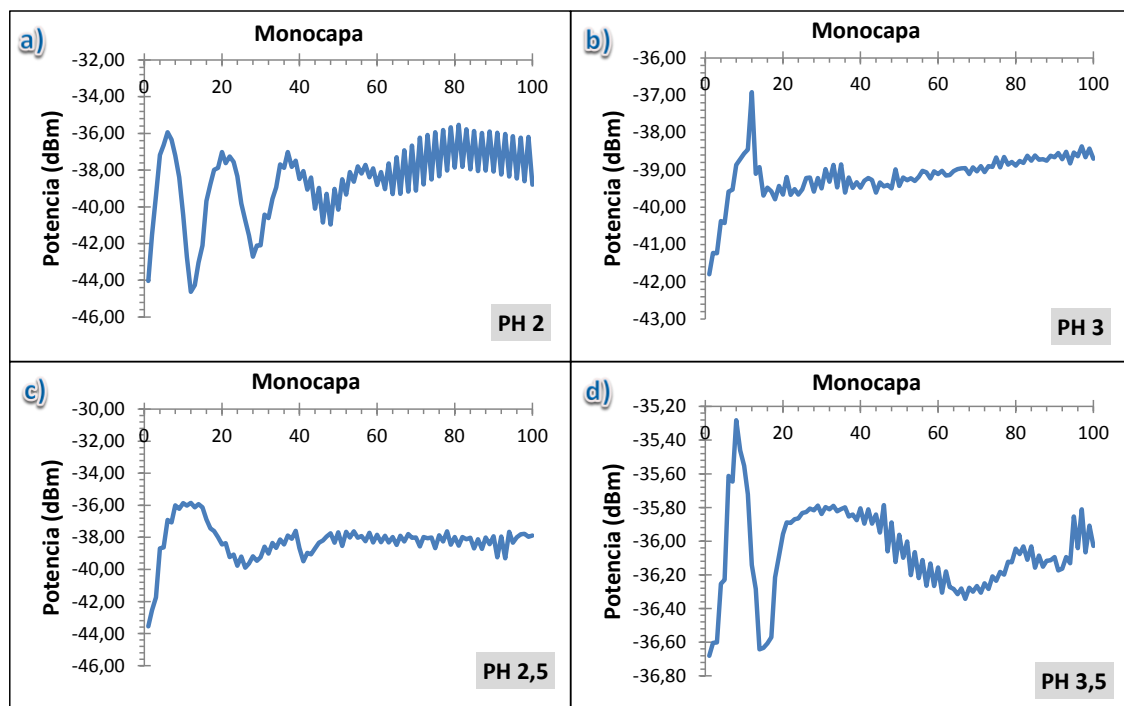 a)
Monocapa
Potencia (dBm)
-32,00
-34,00
-36,00
-38,00
-40,00
-42,00
-44,00
-46,00
0 20 40 60 80 100
PH 2
b)
Monocapa
Potencia (dBm)
-36,00
-37,00
-38,00
-39,00
-40,00
-41,00
-42,00
-43,00
0 20 40 60 80 100
PH 3
c)
Monocapa
Potencia (dBm)
-30,00
-32,00
-34,00
-36,00
-38,00
-40,00
-42,00
-44,00
-46,00
0 20 40 60 80 100
PH 2,5
d)
Monocapa
Potencia (dBm)
-35,20
-35,40
-35,60
-35,80
-36,00
-36,20
-36,40
-36,60
-36,80
0 20 40 60 80 100
PH 3,5